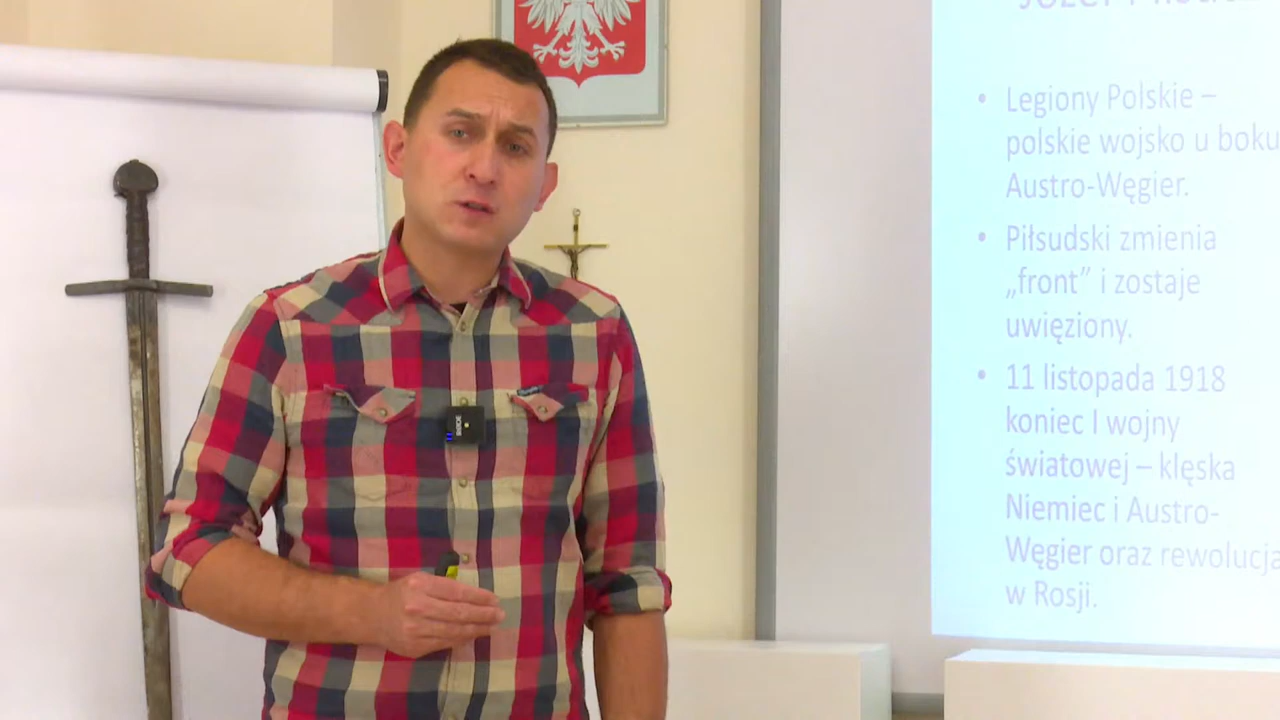 Legiony Polskie –
polskie wojsko u boku
Austro-Węgier.
Piłsudski zmienia
„front” i zostaje
uwięziony.
11 listopada 1918
koniec I wojny
światowej – klęska
Niemiec i Austro-
Węgier oraz rewolucja
w Rosji.